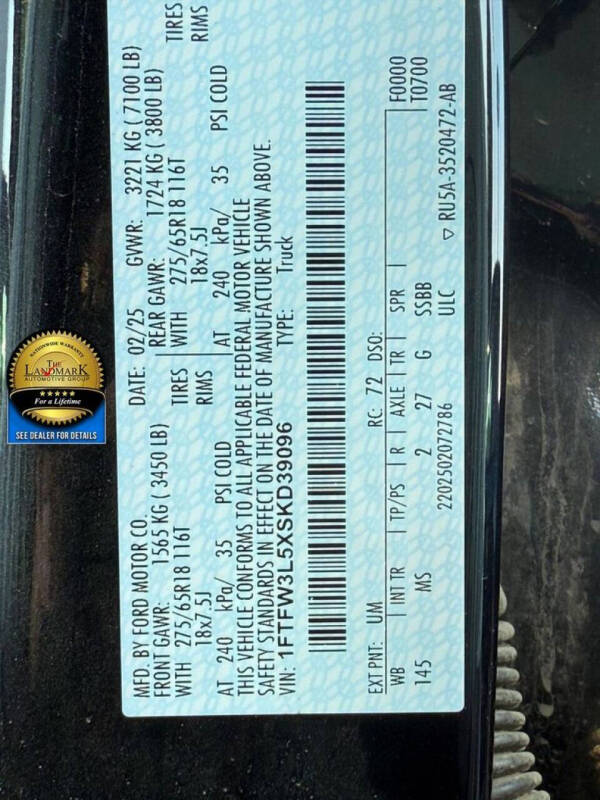 MFD. BY FORD MOTOR CO.
DATE: 02/25 GVWR: 3221 KG (7100 LB)
FRONT GAWR: 1565 KG (3450 LB) REAR GAWR: 1724 KG (3800 LB)
WITH 275/65R18 116T TIRES WITH 275/65R18 116T TIRES
18x7.5J RIMS 18x7.5J RIMS
AT 240 kPa/ 35 PSI COLD AT 240 kPa/ 35 PSI COLD
THIS VEHICLE CONFORMS TO ALL APPLICABLE FEDERAL MOTOR VEHICLE
SAFETY STANDARDS IN EFFECT ON THE DATE OF MANUFACTURE SHOWN ABOVE.
VIN: 1FTFW3L5XSKD39096 TYPE: Truck
EXT PNT: UM RC: 72 DSO: F0000
WB INT TR TP/PS R AXLE TR SPR T0700
145 MS 2 27 G SSBB
2202502072786 ULC ▽ RU5A-3520472-AB
NATIONWIDE WARRANTY
THE
LANDMARK
AUTOMOTIVE GROUP
★★★★★
For a Lifetime
SEE DEALER FOR DETAILS